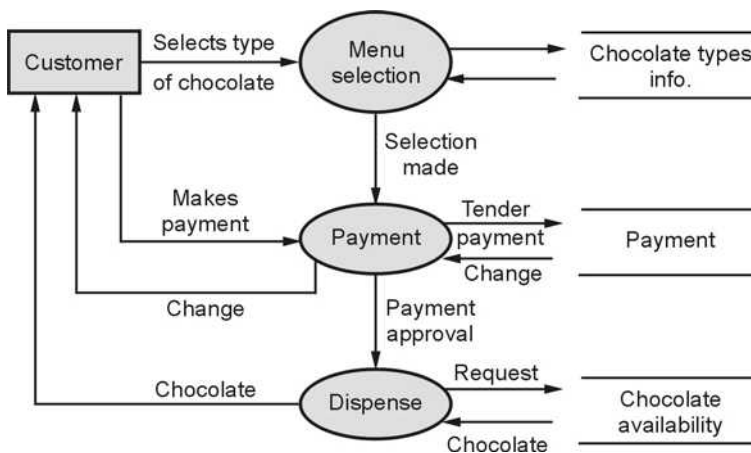 Customer
Selects type
of chocolate
Menu
selection
Chocolate types
info.
Selection
made
Makes
payment
Payment
Tender
payment
Change
Payment
Change
Payment
approval
Chocolate
Dispense
Request
Chocolate
Chocolate
availability